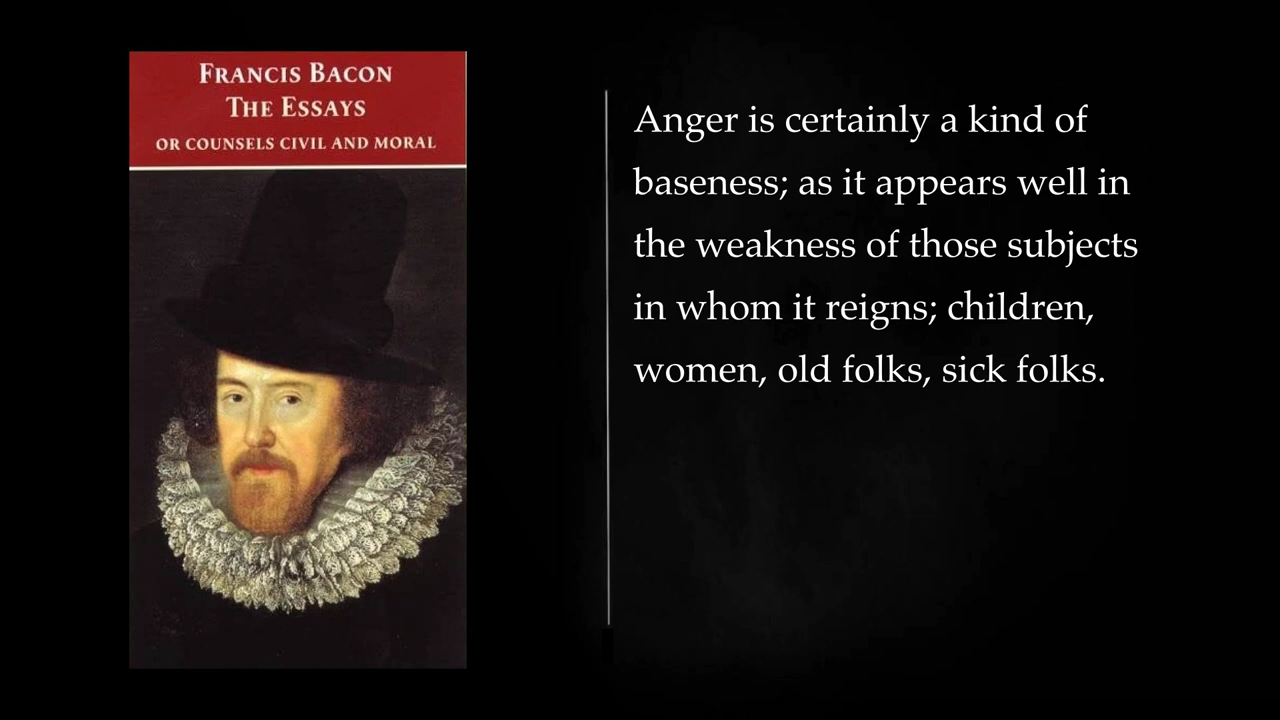 FRANCIS BACON
THE ESSAYS
OR COUNSELS CIVIL AND MORAL
Anger is certainly a kind of
baseness; as it appears well in
the weakness of those subjects
in whom it reigns; children,
women, old folks, sick folks.